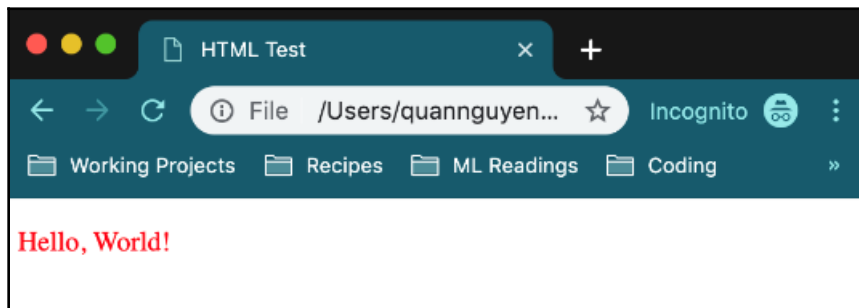 HTML Test
File /Users/quannguyen... Incognito
Working Projects Recipes ML Readings Coding
Hello, World!